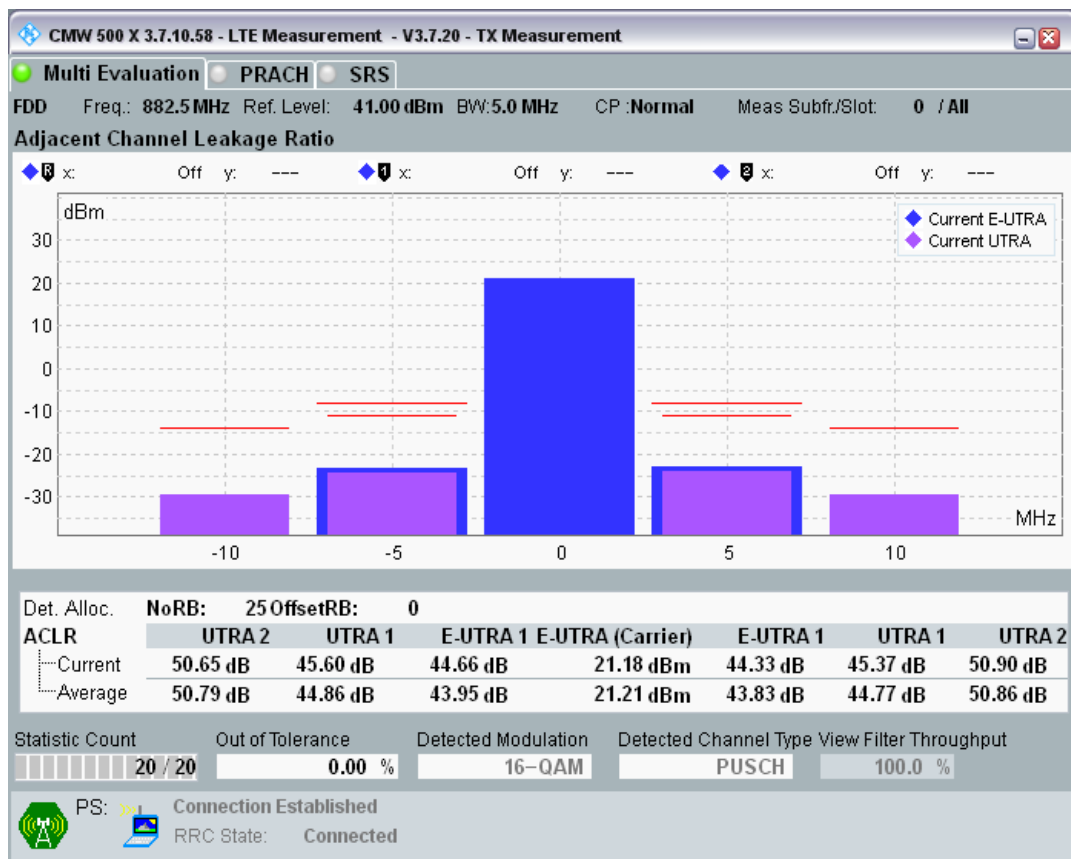 CMW 500 X 3.7.10.58 - LTE Measurement - V3.7.20 - TX Measurement
Multi Evaluation PRACH SRS
FDD Freq.: 882.5 MHz Ref. Level: 41.00 dBm BW:5.0 MHz CP :Normal Meas Subfr./Slot: 0 / All
Adjacent Channel Leakage Ratio
R x: Off y: --- 1 x: Off y: --- 2 x: Off y: ---
dBm
Current E-UTRA
Current UTRA
30
20
10
0
-10
-20
-30
MHz
-10 -5 0 5 10
Det. Alloc. NoRB: 25 OffsetRB: 0
ACLR UTRA 2 UTRA 1 E-UTRA 1 E-UTRA (Carrier) E-UTRA 1 UTRA 1 UTRA 2
Current 50.65 dB 45.60 dB 44.66 dB 21.18 dBm 44.33 dB 45.37 dB 50.90 dB
Average 50.79 dB 44.86 dB 43.95 dB 21.21 dBm 43.83 dB 44.77 dB 50.86 dB
Statistic Count Out of Tolerance Detected Modulation Detected Channel Type View Filter Throughput
20 / 20 0.00 % 16-QAM PUSCH 100.0 %
PS: Connection Established
RRC State: Connected